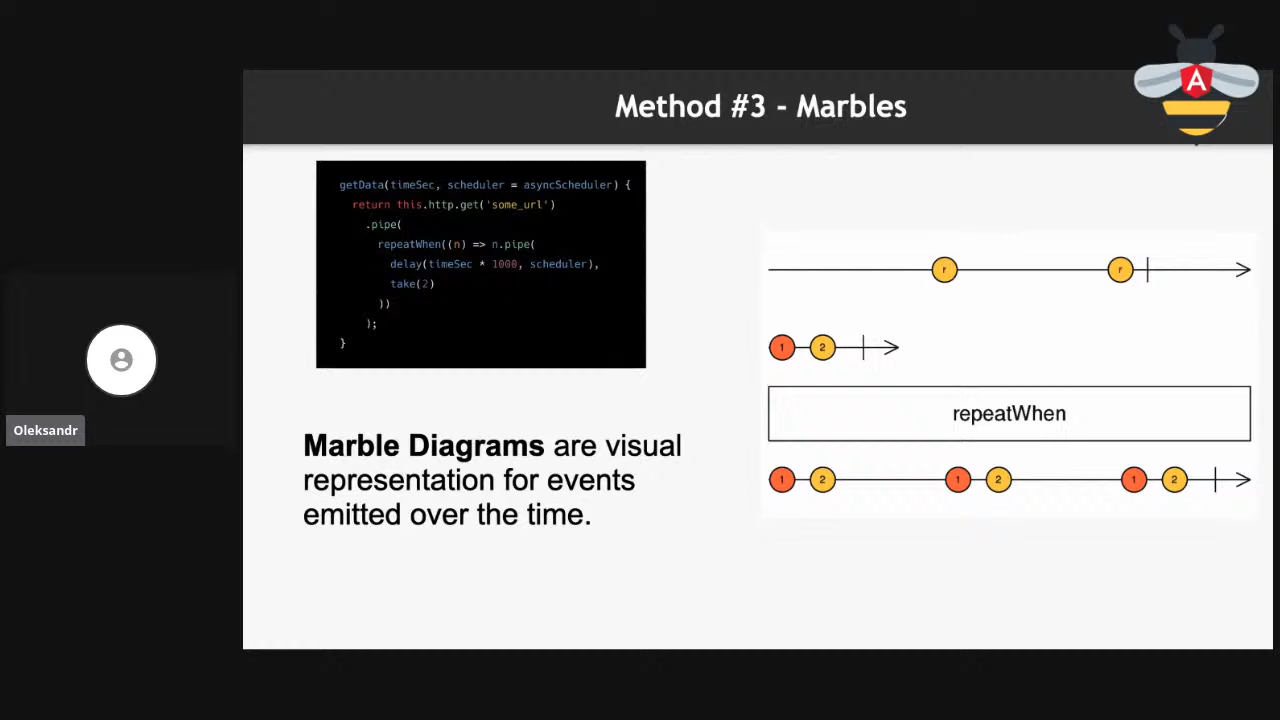 Method #3 - Marbles
A
getData(timeSec, scheduler = asyncScheduler) {
return this.http.get('some_url')
.pipe(
repeatWhen((n) => n.pipe(
delay(timeSec * 1000, scheduler),
take(2)
))
);
}
Marble Diagrams are visual
representation for events
emitted over the time.
r r
1 2
repeatWhen
1 2 1 2 1 2
Oleksandr